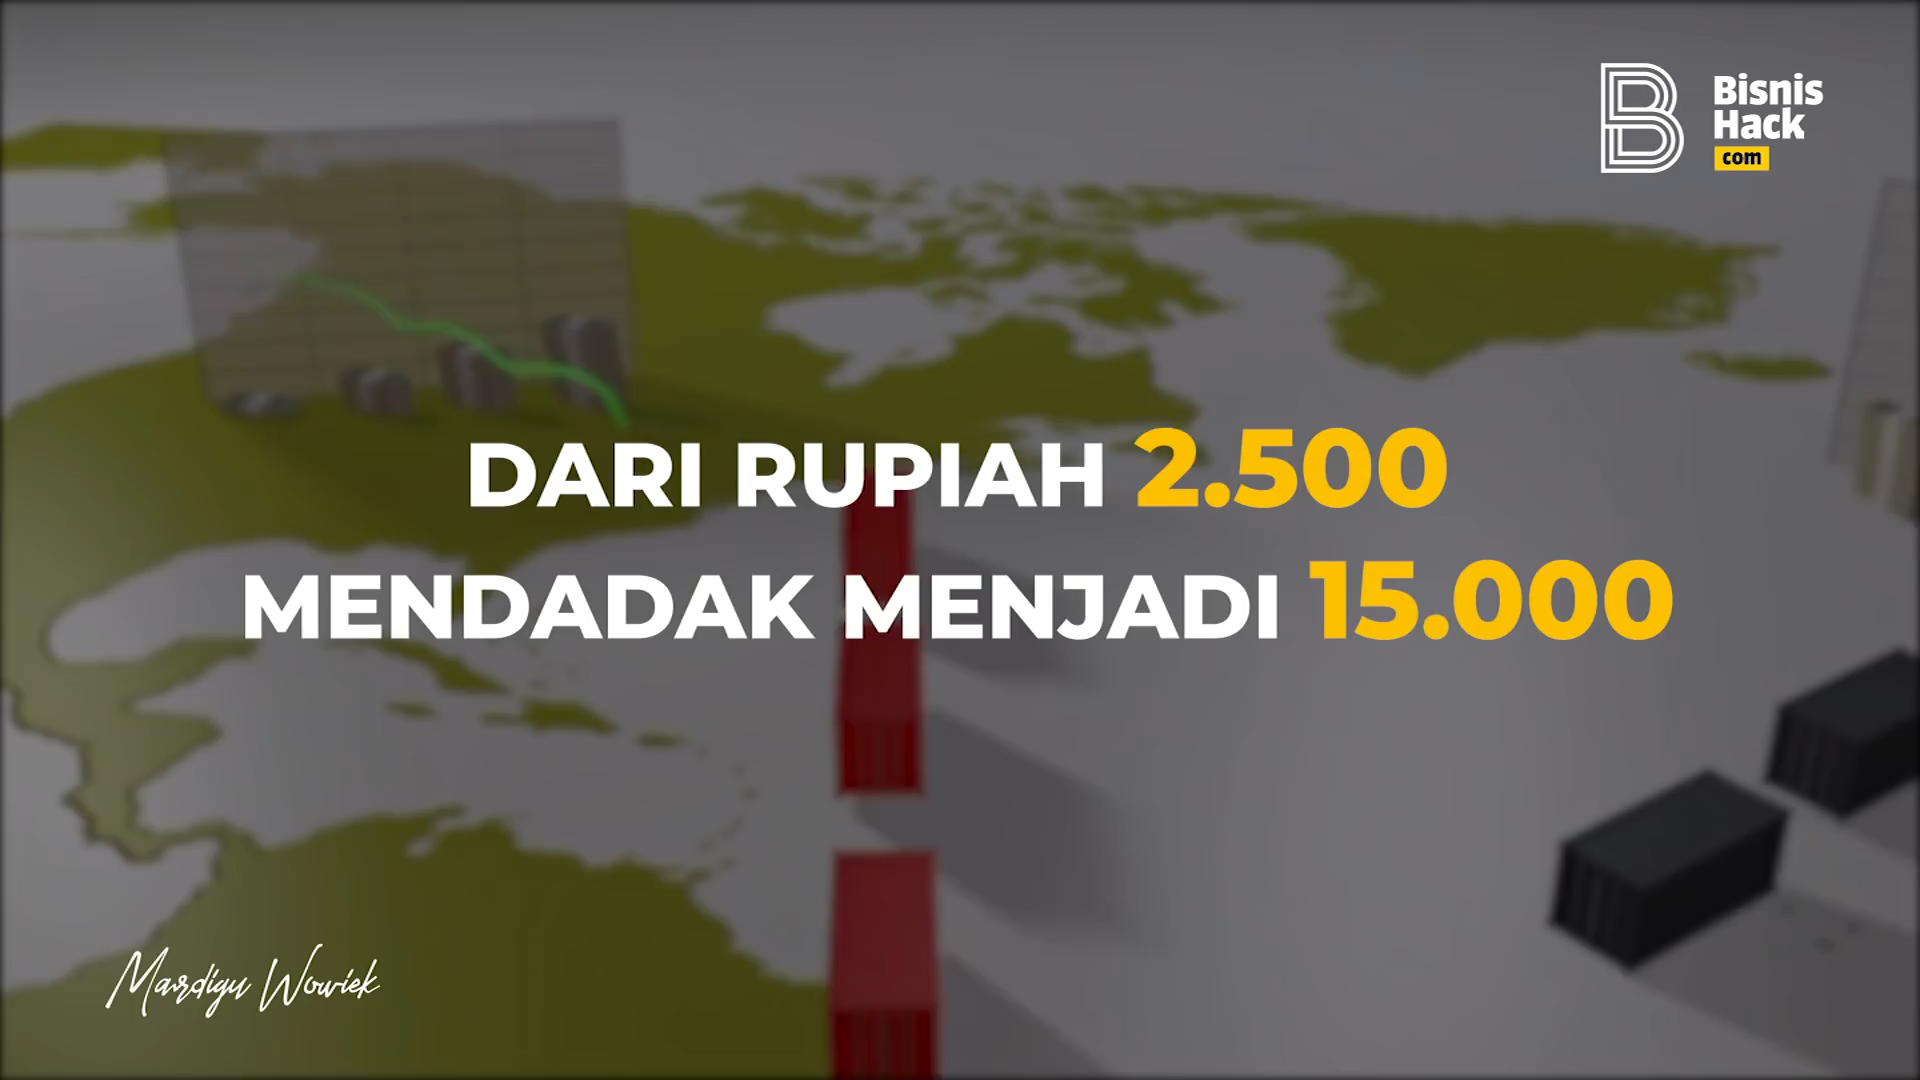 Bisnis
Hack
com
DARI RUPIAH 2.500
MENDADAK MENJADI 15.000
Mardigu Wowiek